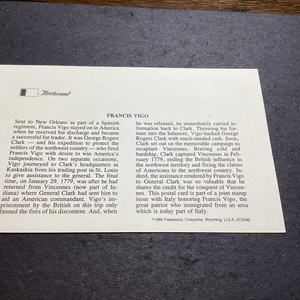 Fleetwood
FRANCIS VIGO
Sent to New Orleans as part of a Spanish
regiment, Francis Vigo stayed on in America
when he received his discharge and became
a successful fur trader. It was George Rogers
Clark — and his expedition to protect the
settlers of the northwest country — who fired
Francis Vigo with desire to win America's
independence. On two separate occasions,
Vigo journeyed to Clark's headquarters in
Kaskaskia from his trading post in St. Louis
to give assistance to the general. The final
time, on January 29, 1779, was after he had
returned from Vincennes (now part of In-
diana) where General Clark had sent him to
aid an American commandant. Vigo's im-
prisonment by the British on this trip only
fanned the fires of his discontent. And, when
he was released, he immediately carried in-
formation back to Clark. Throwing his for-
tune into the balances, Vigo backed George
Rogers Clark with much-needed cash. Soon,
Clark set out on the memorable campaign to
recapture Vincennes. Braving cold and
hardship, Clark captured Vincennes in Feb-
ruary 1779, ending the British influence in
the northwest territory and fixing the claims
of Americans to the northwest country. In-
deed, the assistance rendered by Francis Vigo
to General Clark was so valuable that he
shares the credit for the conquest of Vincen-
nes. This postal card is part of a joint stamp
issue with Italy honoring Francis Vigo, the
great patriot who immigrated from an area
which is today part of Italy.
©1986 Fleetwood, Cheyenne, Wyoming, U.S.A. 57354B